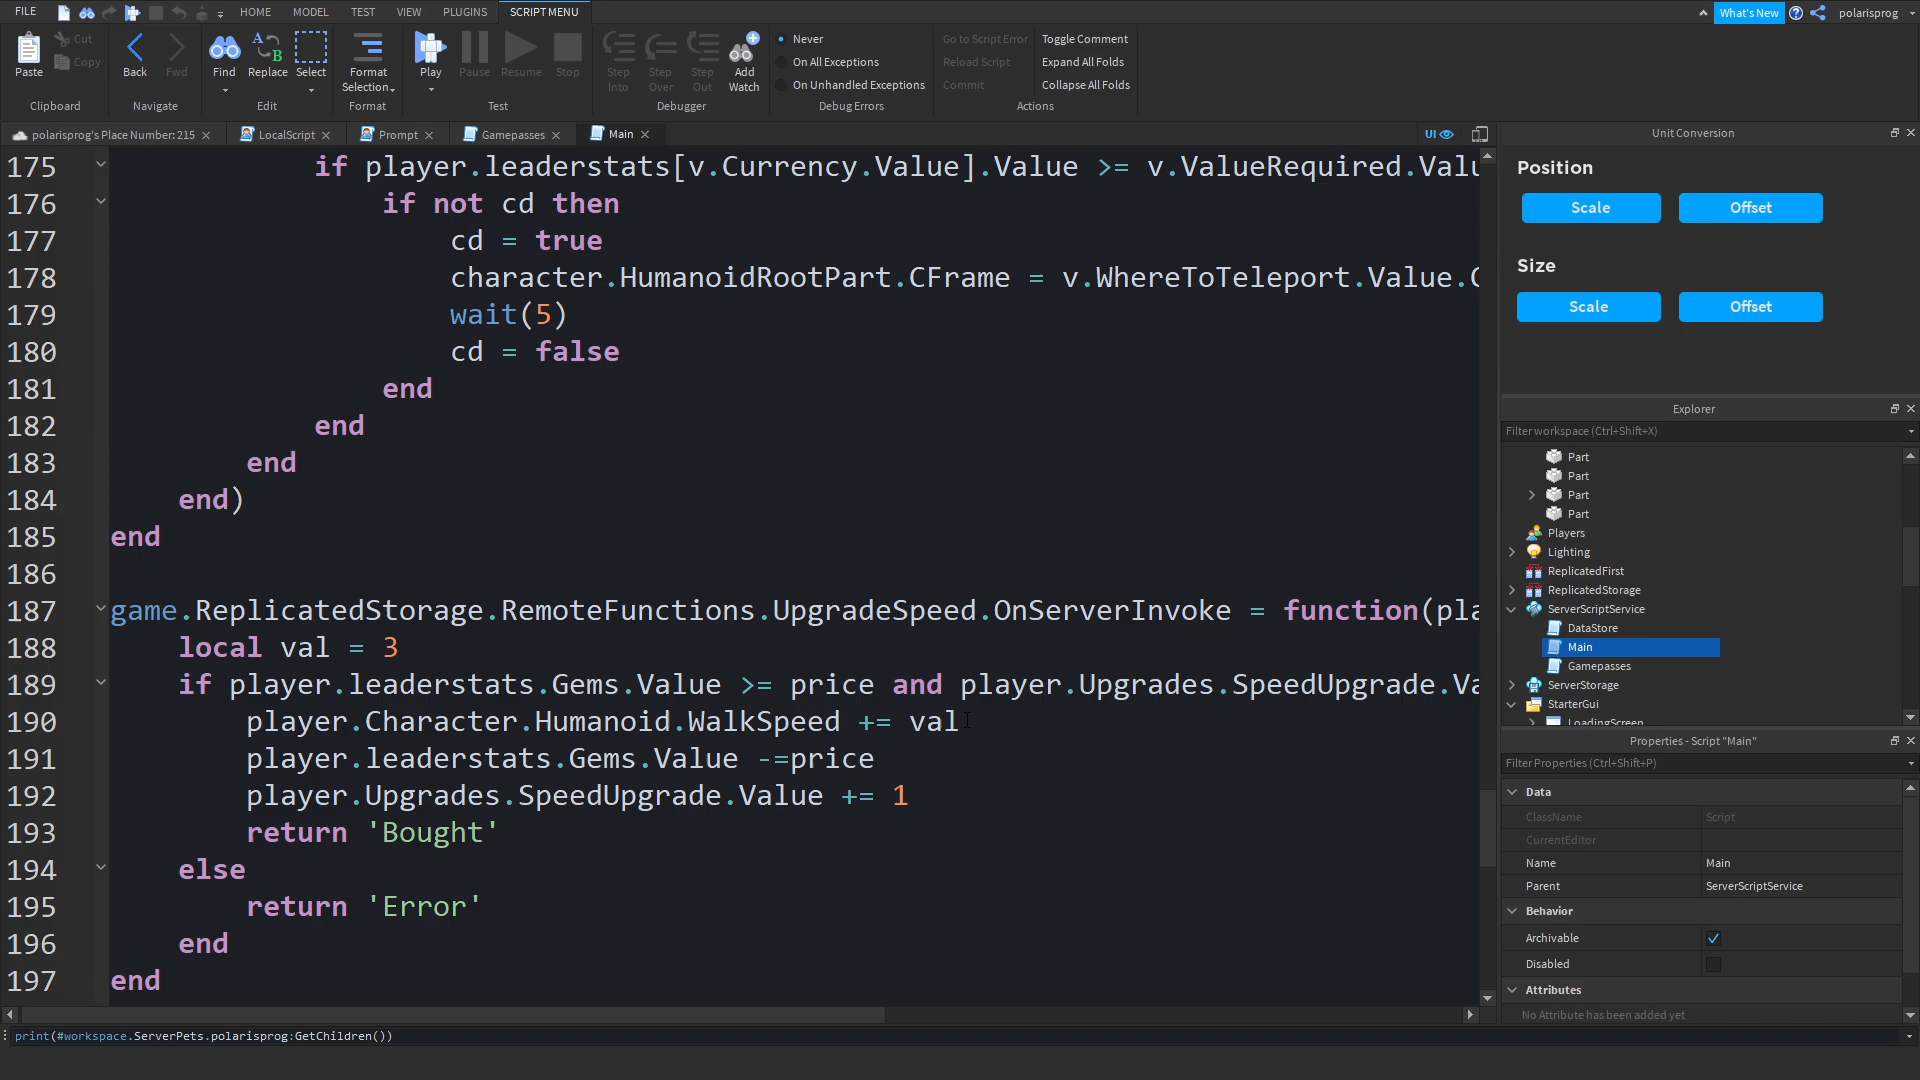 FILE
HOME
MODEL
TEST
VIEW
PLUGINS
SCRIPT MENU
What's New
polarisprog
Paste
Cut
Copy
Clipboard
Back
Fwd
Navigate
Find
Replace
Select
Edit
Format
Selection
Format
Play
Pause
Resume
Stop
Test
Step
Into
Step
Over
Step
Out
Add
Watch
Debugger
Never
On All Exceptions
On Unhandled Exceptions
Debug Errors
Go to Script Error
Reload Script
Commit
Toggle Comment
Expand All Folds
Collapse All Folds
Actions
polarisprog's Place Number: 215
LocalScript
Prompt
Gamepasses
Main
UI
175 if player.leaderstats[v.Currency.Value].Value >= v.ValueRequired.Valu
176 if not cd then
177 cd = true
178 character.HumanoidRootPart.CFrame = v.WhereToTeleport.Value.C
179 wait(5)
180 cd = false
181 end
182 end
183 end
184 end)
185 end
186
187 game.ReplicatedStorage.RemoteFunctions.UpgradeSpeed.OnServerInvoke = function(pla
188 local val = 3
189 if player.leaderstats.Gems.Value >= price and player.Upgrades.SpeedUpgrade.Va
190 player.Character.Humanoid.WalkSpeed += val
191 player.leaderstats.Gems.Value -=price
192 player.Upgrades.SpeedUpgrade.Value += 1
193 return 'Bought'
194 else
195 return 'Error'
196 end
197 end
print(#workspace.ServerPets.polarisprog:GetChildren())
Unit Conversion
Position
Scale
Offset
Size
Scale
Offset
Explorer
Filter workspace (Ctrl+Shift+X)
Part
Part
Part
Part
Players
Lighting
ReplicatedFirst
ReplicatedStorage
ServerScriptService
DataStore
Main
Gamepasses
ServerStorage
StarterGui
LoadingScreen
Properties - Script "Main"
Filter Properties (Ctrl+Shift+P)
Data
ClassName Script
CurrentEditor
Name Main
Parent ServerScriptService
Behavior
Archivable
Disabled
Attributes
No Attribute has been added yet